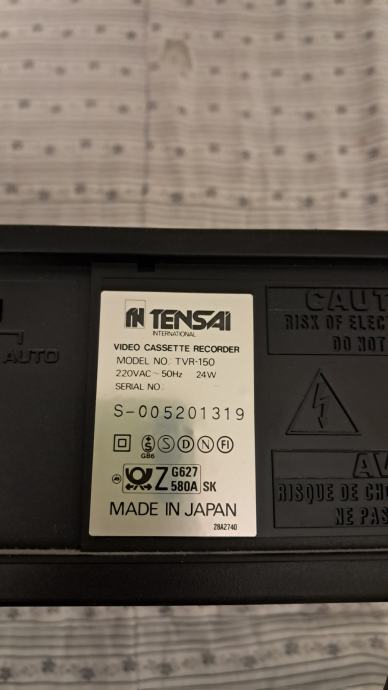 TENSAI
INTERNATIONAL
VIDEO CASSETTE RECORDER
MODEL NO.: TVR-150
220VAC ~ 50Hz 24W
SERIAL NO.
S-005201319
S S D N FI
GB6
Z G627
580A SK
MADE IN JAPAN
28A2740
AUTO
CAUT
RISK OF ELEC
DO NOT
AV
RISQUE DE CHO
NE PAS